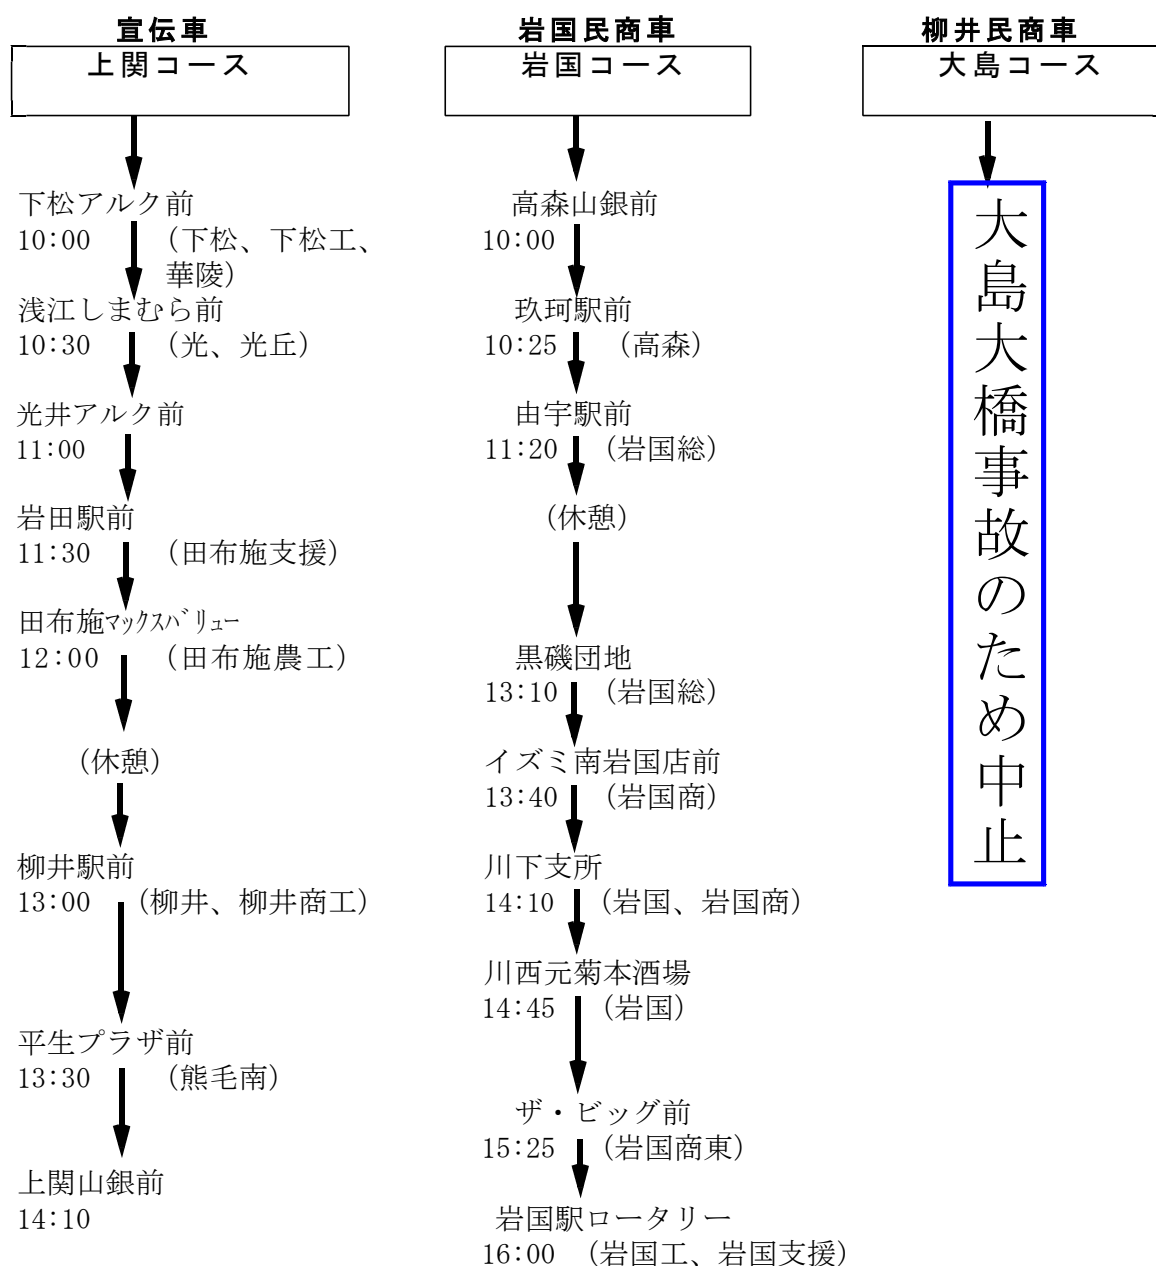 宣伝車
上関コース
下松アルク前
10:00 （下松、下松工、
華陵）
浅江しまむら前
10:30 （光、光丘）
光井アルク前
11:00
岩田駅前
11:30 （田布施支援）
田布施ﾏｯｸｽﾊﾞﾘｭｰ
12:00 （田布施農工）
（休憩）
柳井駅前
13:00 （柳井、柳井商工）
平生プラザ前
13:30 （熊毛南）
上関山銀前
14:10
岩国民商車
岩国コース
高森山銀前
10:00
玖珂駅前
10:25 （高森）
由宇駅前
11:20 （岩国総）
（休憩）
黒磯団地
13:10 （岩国総）
イズミ南岩国店前
13:40 （岩国商）
川下支所
14:10 （岩国、岩国商）
川西元菊本酒場
14:45 （岩国）
ザ・ビッグ前
15:25 （岩国商東）
岩国駅ロータリー
16:00 （岩国工、岩国支援）
柳井民商車
大島コース
大島大橋事故のため中止